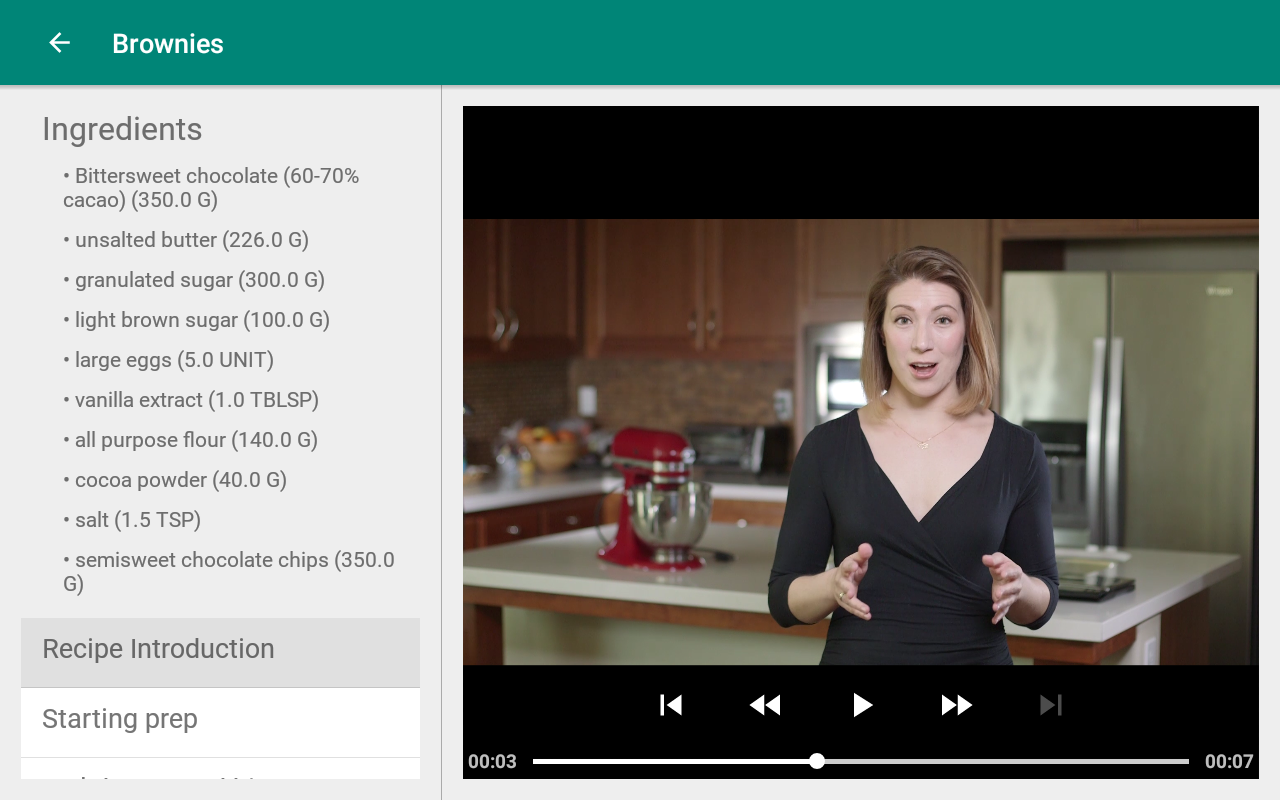 Brownies
Ingredients
• Bittersweet chocolate (60-70%
cacao) (350.0 G)
• unsalted butter (226.0 G)
• granulated sugar (300.0 G)
• light brown sugar (100.0 G)
• large eggs (5.0 UNIT)
• vanilla extract (1.0 TBLSP)
• all purpose flour (140.0 G)
• cocoa powder (40.0 G)
• salt (1.5 TSP)
• semisweet chocolate chips (350.0
G)
Recipe Introduction
Starting prep
00:03
00:07